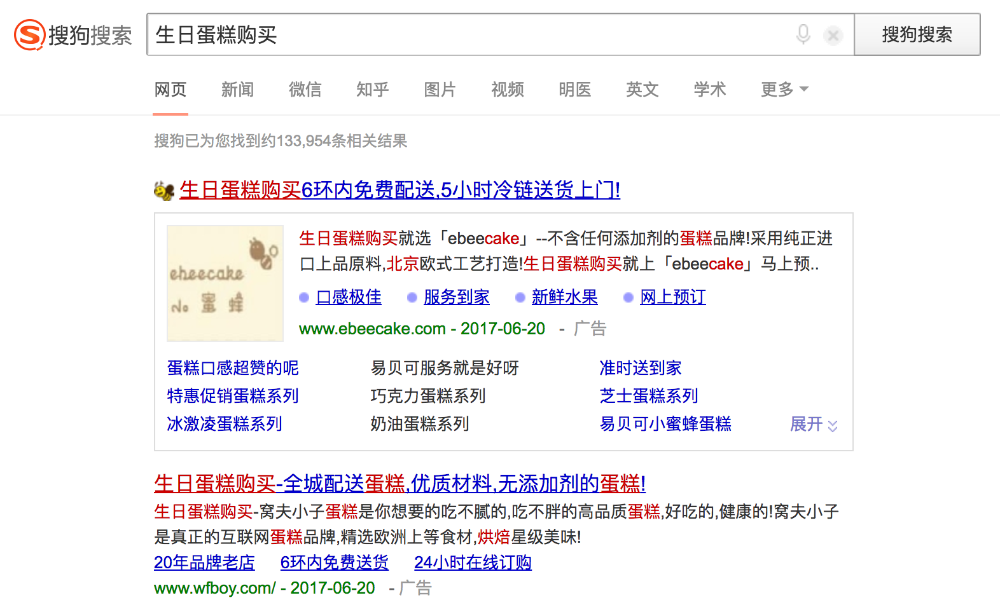 搜狗搜索 生日蛋糕购买 搜狗搜索
网页 新闻 微信 知乎 图片 视频 明医 英文 学术 更多
搜狗已为您找到约133,954条相关结果
生日蛋糕购买6环内免费配送,5小时冷链送货上门!
ebeecake
小 蜜 蜂
生日蛋糕购买就选「ebeecake」--不含任何添加剂的蛋糕品牌!采用纯正进
口上品原料,北京欧式工艺打造!生日蛋糕购买就上「ebeecake」马上预..
口感极佳 服务到家 新鲜水果 网上预订
www.ebeecake.com - 2017-06-20 - 广告
蛋糕口感超赞的呢 易贝可服务就是好呀 准时送到家
特惠促销蛋糕系列 巧克力蛋糕系列 芝士蛋糕系列
冰激凌蛋糕系列 奶油蛋糕系列 易贝可小蜜蜂蛋糕 展开
生日蛋糕购买-全城配送蛋糕,优质材料,无添加剂的蛋糕!
生日蛋糕购买-窝夫小子蛋糕是你想要的吃不腻的,吃不胖的高品质蛋糕,好吃的,健康的!窝夫小子
是真正的互联网蛋糕品牌,精选欧洲上等食材,烘焙星级美味!
20年品牌老店 6环内免费送货 24小时在线订购
www.wfboy.com/ - 2017-06-20 - 广告